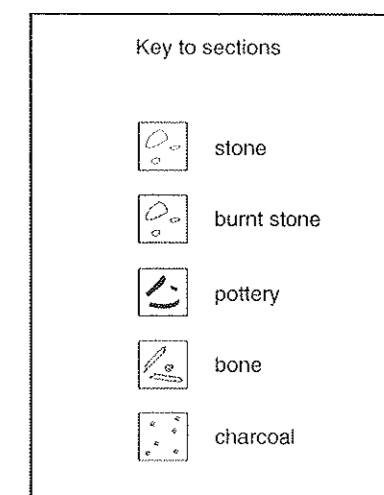 Key to sections
stone
burnt stone
pottery
bone
charcoal